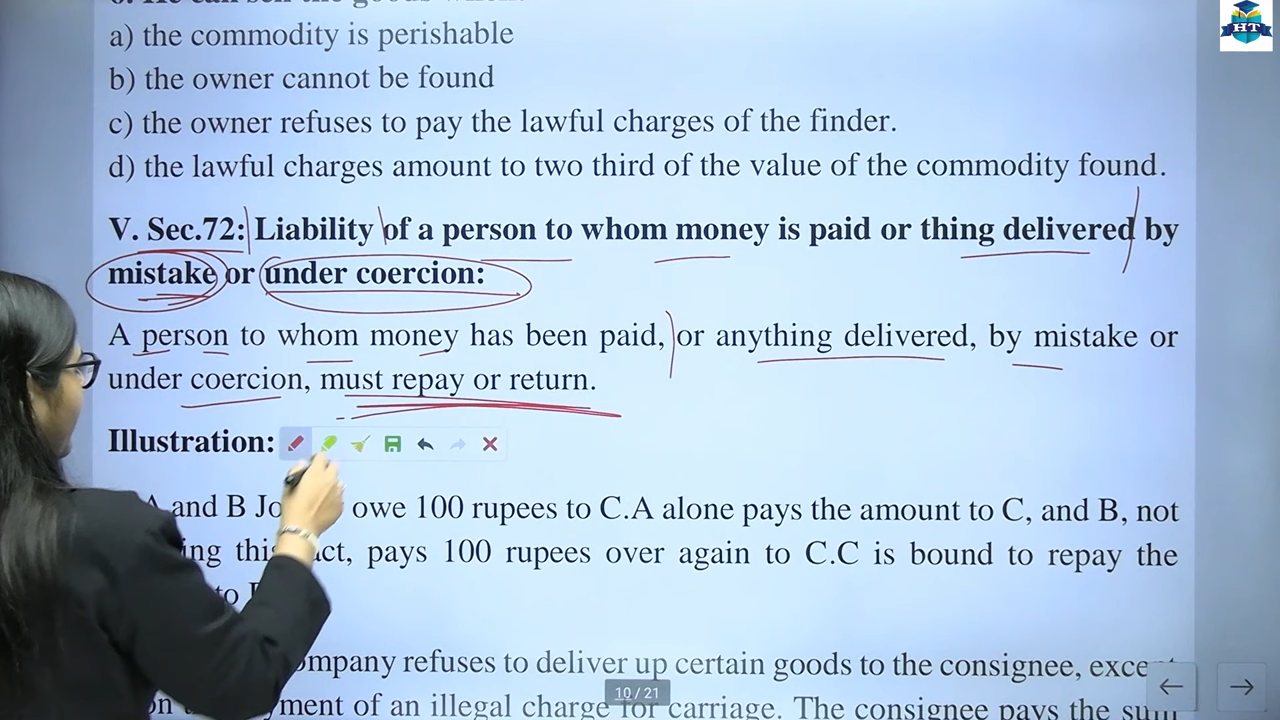 a) the commodity is perishable
b) the owner cannot be found
c) the owner refuses to pay the lawful charges of the finder.
d) the lawful charges amount to two third of the value of the commodity found.
V. Sec.72: Liability of a person to whom money is paid or thing delivered by
mistake or under coercion:
A person to whom money has been paid, or anything delivered, by mistake or
under coercion, must repay or return.
Illustration:
A and B owe 100 rupees to C.A alone pays the amount to C, and B, not
this pays 100 rupees over again to C.C is bound to repay the
to
refuses to deliver up certain goods to the consignee,
of an illegal charge for carriage. The consignee pays the sum
10 / 21
HT